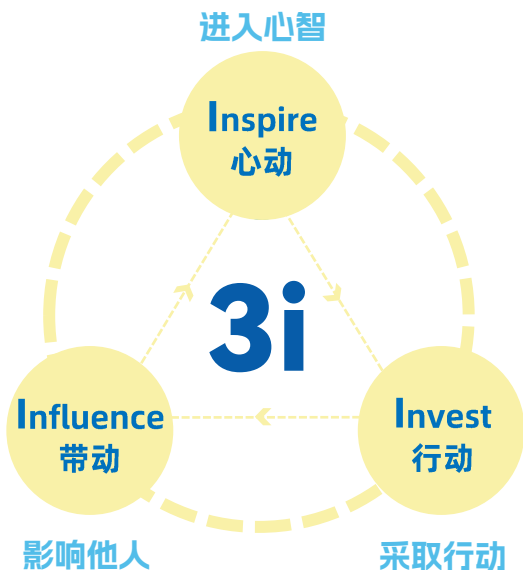 进入心智
Inspire
心动
3i
Influence
带动
Invest
行动
影响他人
采取行动